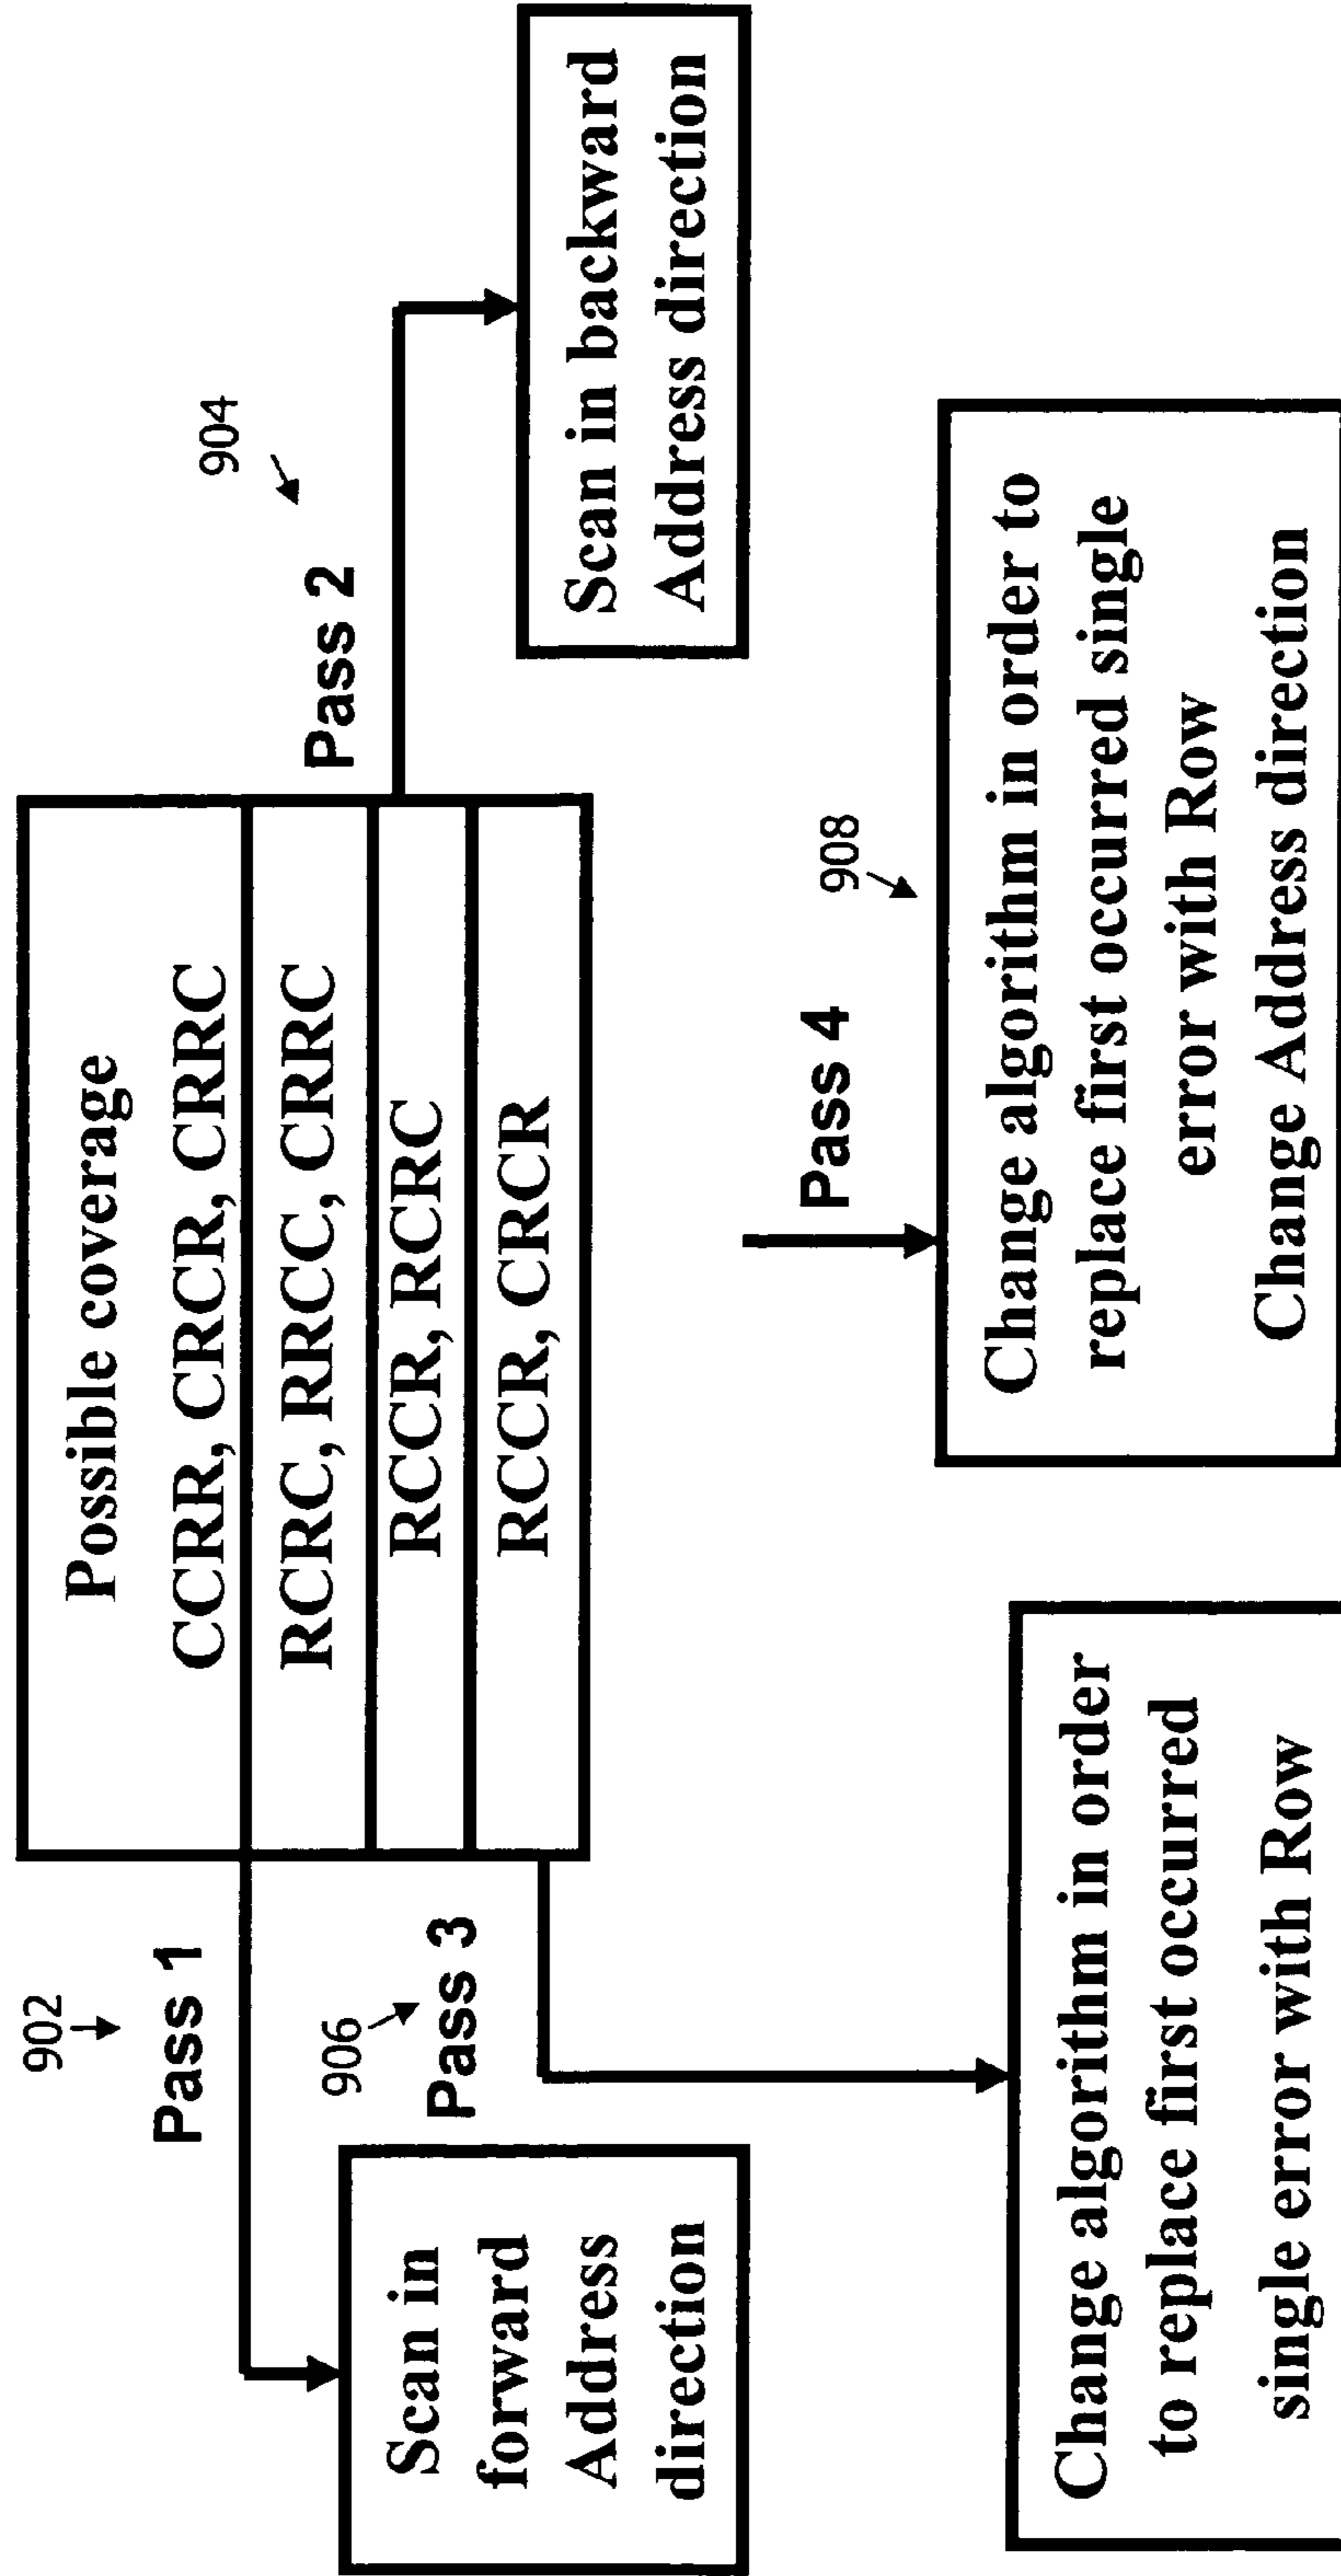 902
Pass 1
Possible coverage
CCRR, CRCR, CRRC
RCRC, RRCC, CRRC
RCCR, RCRC
RCCR, CRCR
904
Pass 2
906
Pass 3
Scan in
forward
Address
direction
Scan in backward
Address direction
Pass 4
908
Change algorithm in order
to replace first occurred
single error with Row
Change algorithm in order to
replace first occurred single
error with Row
Change Address direction